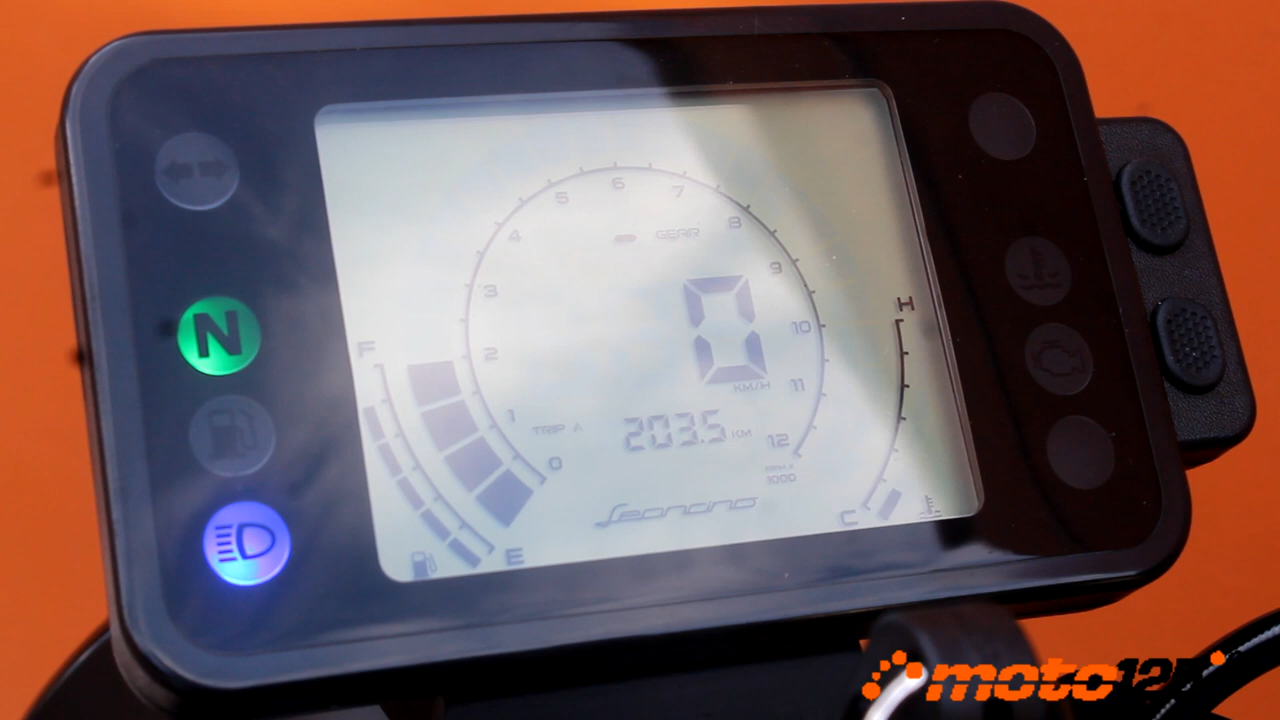 6
5 7
4 GEAR 8
3 9
N
0
10
F 2 H
KM/H 11
1 TRIP A 203.5 KM 12
0 RPM X
1000
Leoncino
C
E
moto125